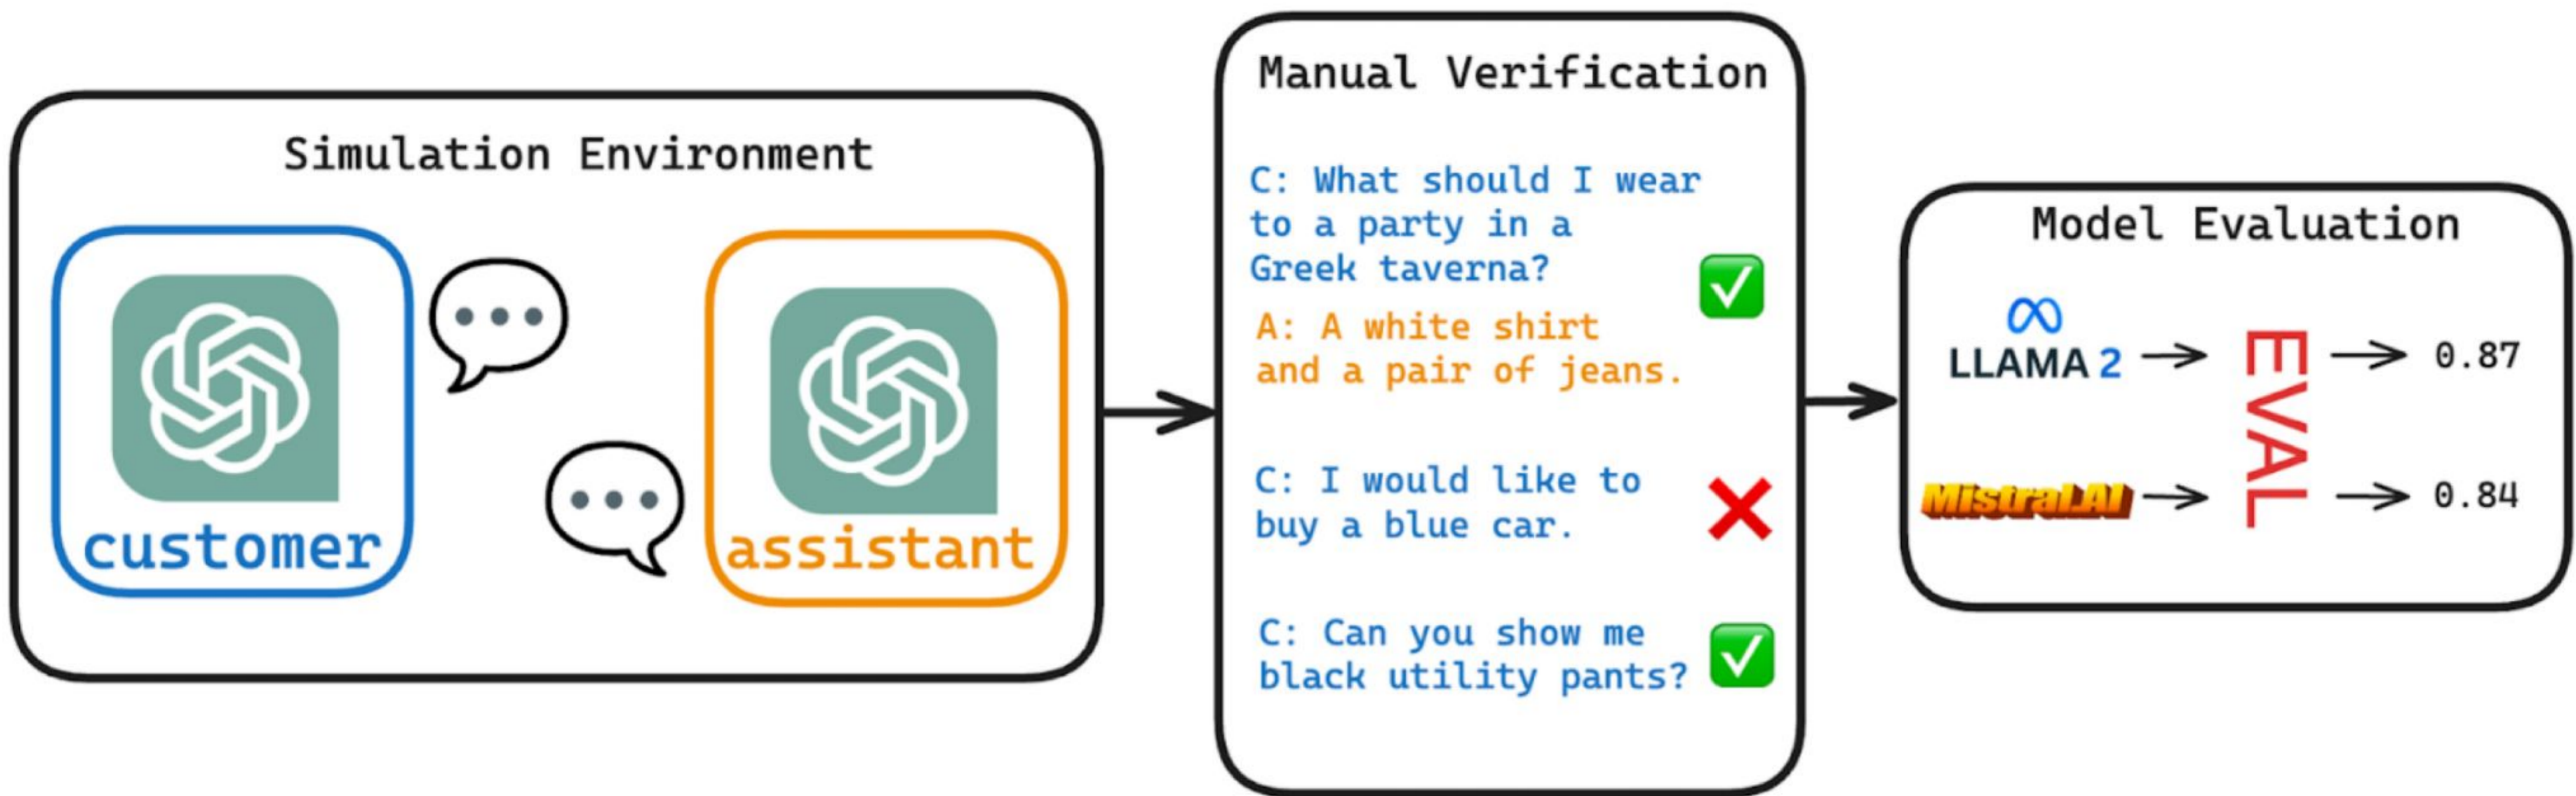 Simulation Environment
customer
assistant
Manual Verification
C: What should I wear
to a party in a
Greek taverna?
A: A white shirt
and a pair of jeans.
C: I would like to
buy a blue car.
C: Can you show me
black utility pants?
Model Evaluation
LLAMA 2
Mistral.AI
EVAL
0.87
0.84